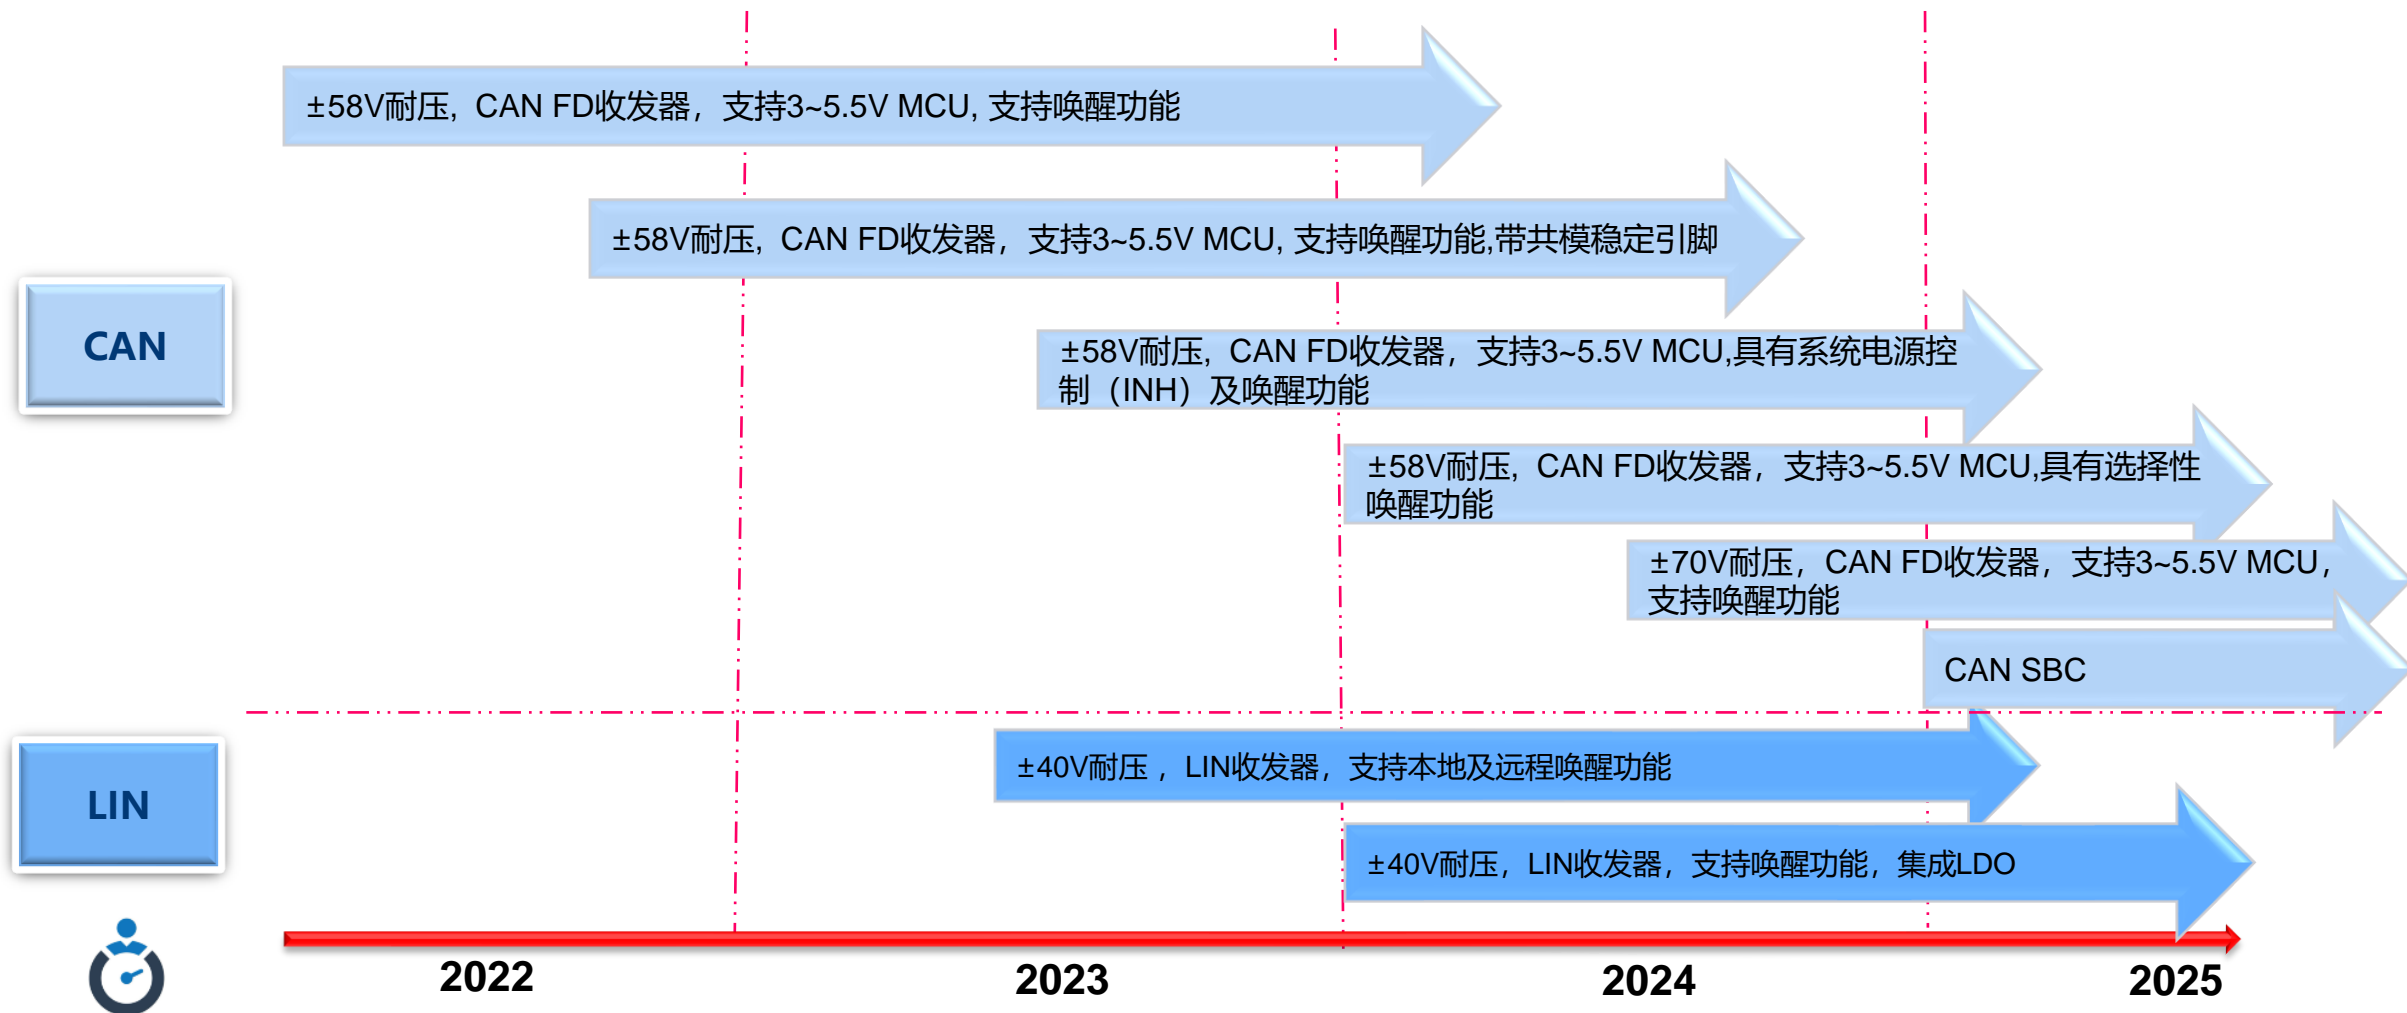 ±58V耐压, CAN FD收发器，支持3~5.5V MCU, 支持唤醒功能
±58V耐压, CAN FD收发器，支持3~5.5V MCU, 支持唤醒功能,带共模稳定引脚
CAN
±58V耐压, CAN FD收发器，支持3~5.5V MCU,具有系统电源控
制（INH）及唤醒功能
±58V耐压, CAN FD收发器，支持3~5.5V MCU,具有选择性
唤醒功能
±70V耐压，CAN FD收发器，支持3~5.5V MCU，
支持唤醒功能
CAN SBC
±40V耐压 ，LIN收发器，支持本地及远程唤醒功能
LIN
±40V耐压，LIN收发器，支持唤醒功能，集成LDO
2022
2023
2024
2025